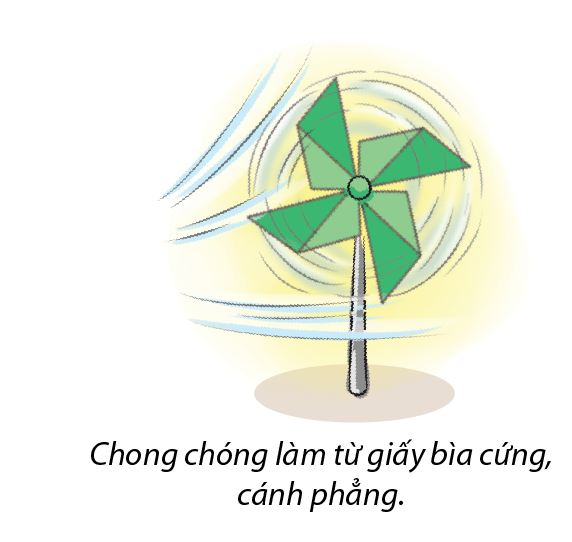 Chong chóng làm từ giấy bìa cứng,
cánh phẳng.